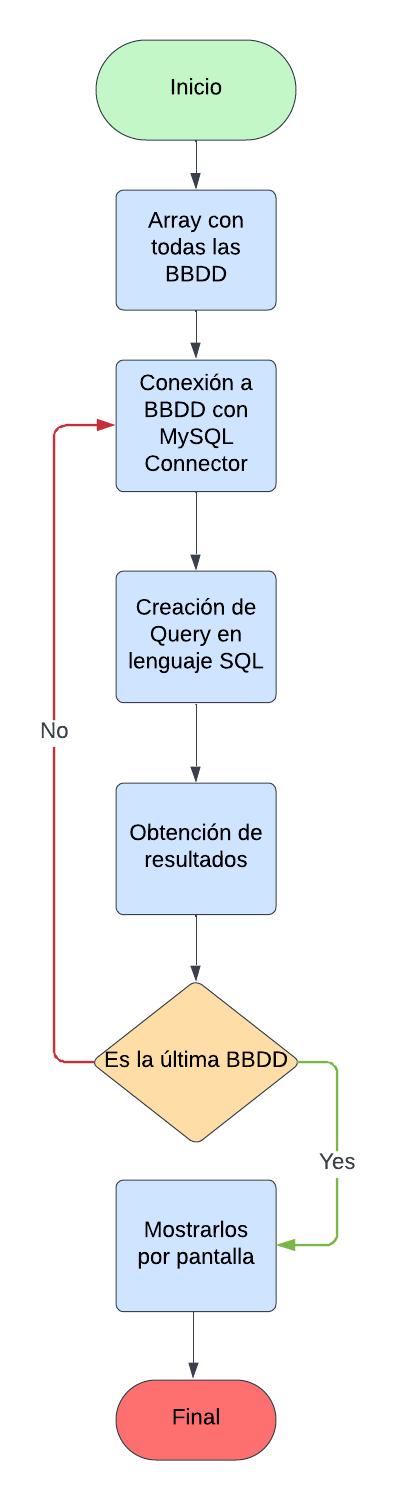 Inicio
Array con
todas las
BBDD
Conexión a
BBDD con
MySQL
Connector
Creación de
Query en
lenguaje SQL
No
Obtención de
resultados
Es la última BBDD
Yes
Mostrarlos
por pantalla
Final